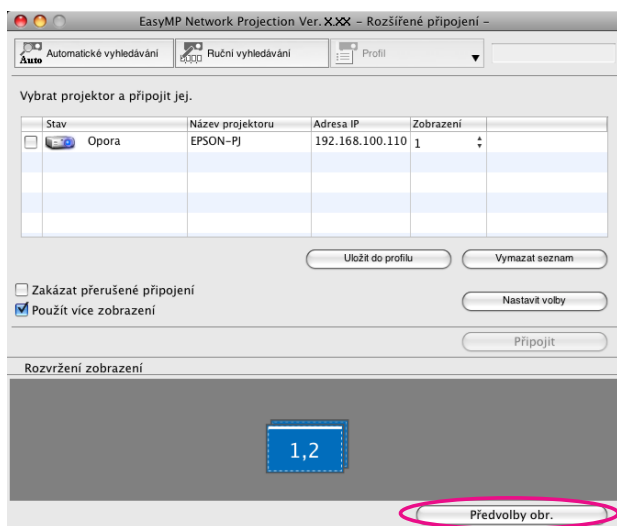 EasyMP Network Projection Ver. X.XX – Rozšířené připojení –
Auto Automatické vyhledávání Ruční vyhledávání Profil
Vybrat projektor a připojit jej.
Stav Název projektoru Adresa IP Zobrazení
Opora EPSON-PJ 192.168.100.110 1
Uložit do profilu Vymazat seznam
Zakázat přerušené připojení
Nastavit volby
Použít více zobrazení
Připojit
Rozvržení zobrazení
1,2
Předvolby obr.